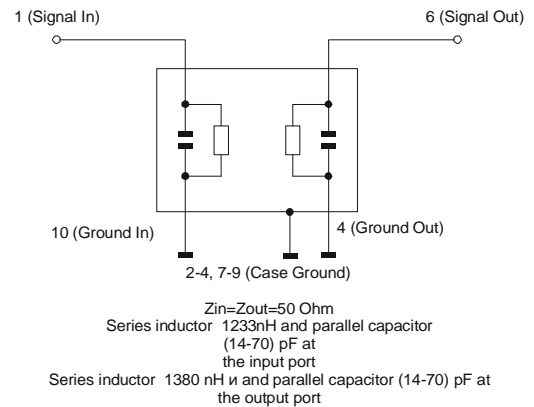 1 (Signal In)
6 (Signal Out)
10 (Ground In)
4 (Ground Out)
2-4, 7-9 (Case Ground)
Zin=Zout=50 Ohm
Series inductor 1233nH and parallel capacitor
(14-70) pF at
the input port
Series inductor 1380 nH и and parallel capacitor (14-70) pF at
the output port